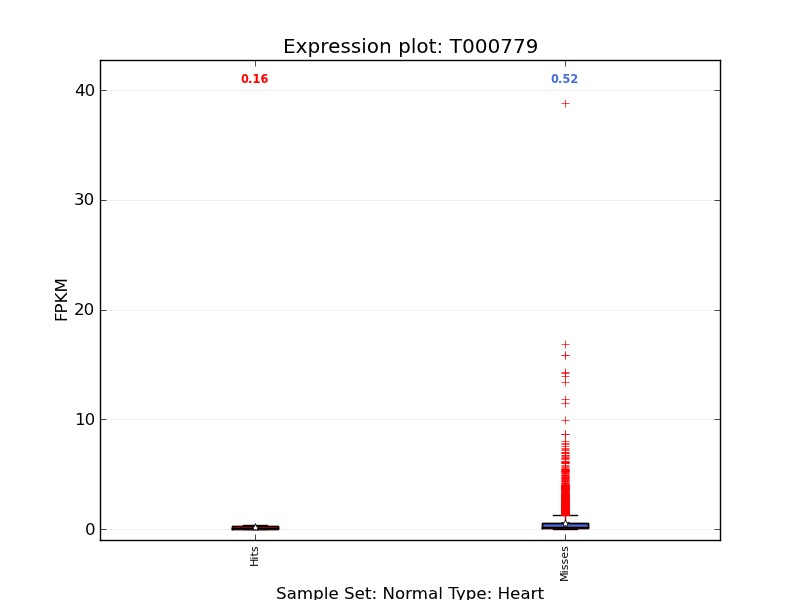 Expression plot: T000779
0.16
0.52
40
30
20
10
0
FPKM
Hits
Misses
Sample Set: Normal Type: Heart